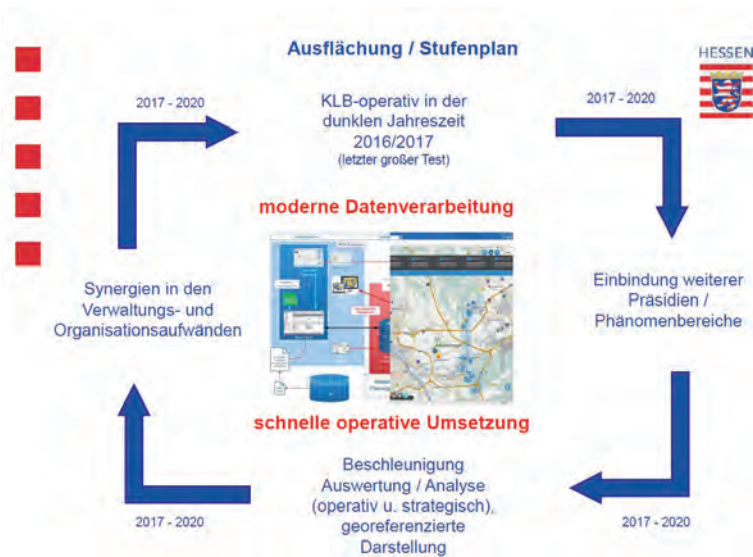 Ausflächung / Stufenplan
HESSEN
2017 - 2020
KLB-operativ in der
dunklen Jahreszeit
2016/2017
(letzter großer Test)
2017 - 2020
moderne Datenverarbeitung
Synergien in den
Verwaltungs- und
Organisationsaufwänden
Einbindung weiterer
Präsidien /
Phänomenbereiche
schnelle operative Umsetzung
Beschleunigung
Auswertung / Analyse
(operativ u. strategisch),
georeferenzierte
Darstellung
2017 - 2020
2017 - 2020